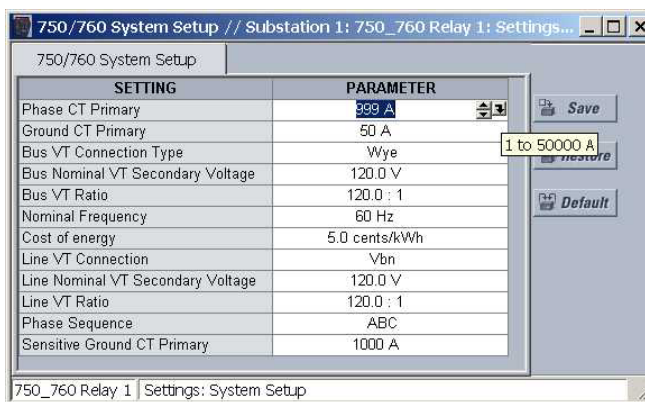 750/760 System Setup // Substation 1: 750_760 Relay 1: Settings...
750/760 System Setup
SETTING PARAMETER
Phase CT Primary 999 A
Ground CT Primary 50 A
Bus VT Connection Type Wye
Bus Nominal VT Secondary Voltage 120.0 V
Bus VT Ratio 120.0 : 1
Nominal Frequency 60 Hz
Cost of energy 5.0 cents/kWh
Line VT Connection Vbn
Line Nominal VT Secondary Voltage 120.0 V
Line VT Ratio 120.0 : 1
Phase Sequence ABC
Sensitive Ground CT Primary 1000 A
Save
1 to 50000 A
Restore
Default
750_760 Relay 1 Settings: System Setup